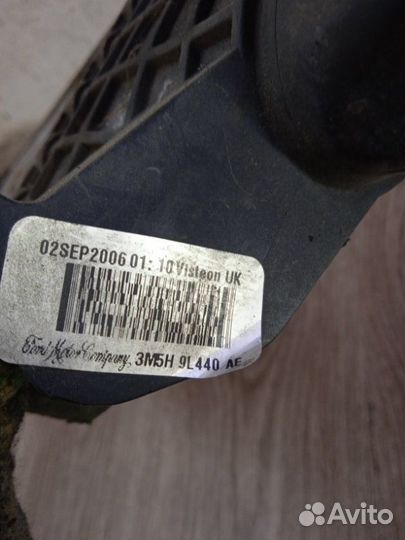 02SEP2006 01:10 Visteon UK
Ford Motor Company, 3M5H 9L440 AE
Avito